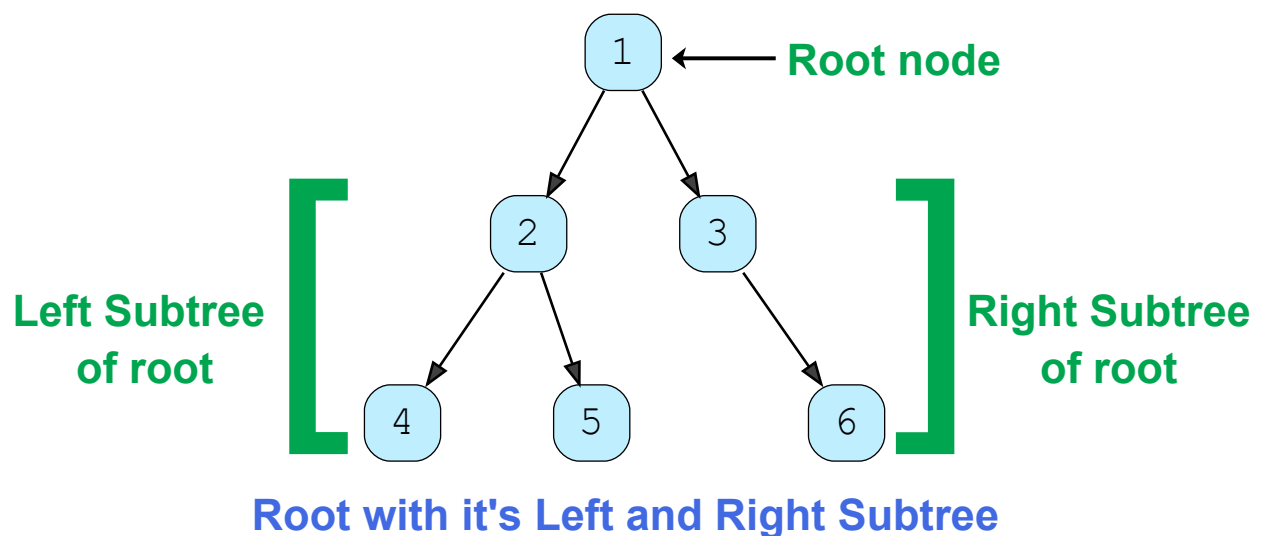 1
Root node
2
3
Left Subtree
of root
Right Subtree
of root
4
5
6
Root with it's Left and Right Subtree